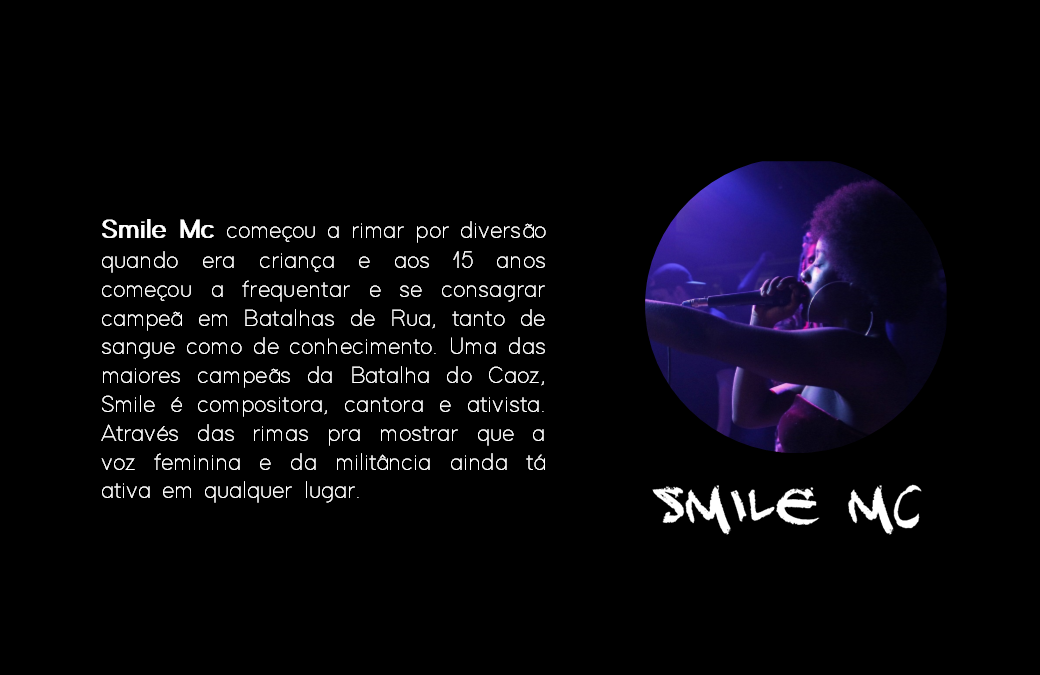 Smile Mc começou a rimar por diversão
quando era criança e aos 15 anos
começou a frequentar e se consagrar
campeã em Batalhas de Rua, tanto de
sangue como de conhecimento. Uma das
maiores campeãs da Batalha do Caoz,
Smile é compositora, cantora e ativista.
Através das rimas pra mostrar que a
voz feminina e da militância ainda tá
ativa em qualquer lugar.
SMILE MC